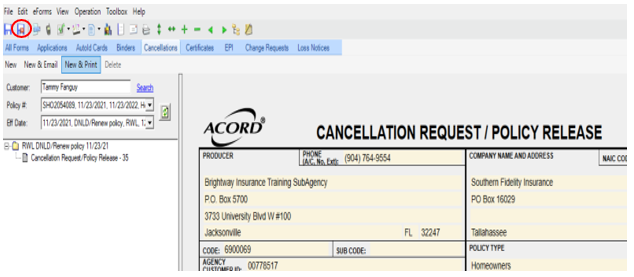 File Edit eForms View Operation Toolbox Help
All Forms Applications AutoId Cards Binders Cancellations Certificates EPI Change Requests Loss Notices
New New & Email New & Print Delete
Customer: Tammy Fanguy Search
Policy #: SHO2054089, 11/23/2021, 11/23/2022, H
Eff Date: 11/23/2021, DNLD/Renew policy, RWL, 1
RWL DNLD/Renew policy 11/23/21
Cancellation Request/Policy Release - 35
ACORD®
CANCELLATION REQUEST / POLICY RELEASE
PRODUCER PHONE (A/C, No, Ext): (904) 764-9554 COMPANY NAME AND ADDRESS NAIC COD
Brightway Insurance Training SubAgency Southern Fidelity Insurance
P.O. Box 5700 PO Box 16029
3733 University Blvd W #100
Jacksonville FL 32247 Tallahassee
CODE: 6900069 SUB CODE: POLICY TYPE
AGENCY CUSTOMER ID: 00778517 Homeowners